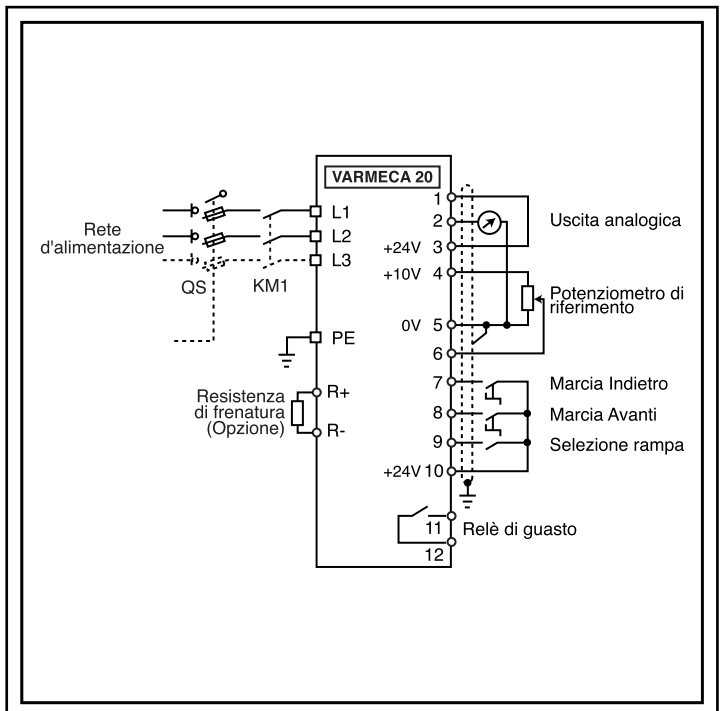 VARMECA 20
Rete
d'alimentazione
QS
KM1
L1
L2
L3
PE
Resistenza
di frenatura
(Opzione)
R+
R-
1
2
+24V 3
+10V 4
0V 5
6
7
8
9
+24V 10
11
12
Uscita analogica
Potenziometro di
riferimento
Marcia Indietro
Marcia Avanti
Selezione rampa
Relè di guasto